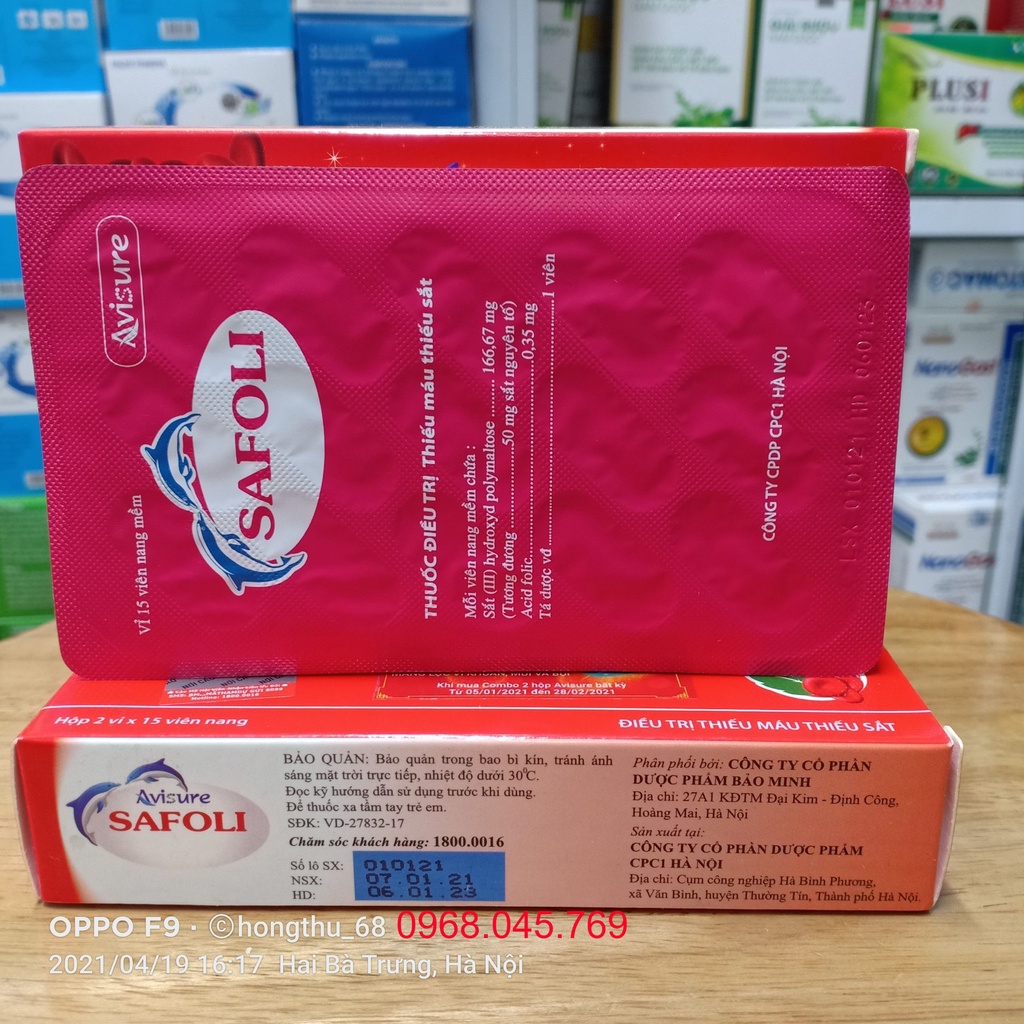 Avisure
SAFOLI
VỈ 15 viên nang mềm
THUỐC ĐIỀU TRỊ Thiếu máu thiếu sắt
Mỗi viên nang mềm chứa :
Sắt (III) hydroxyd polymaltose ......... 166,67 mg
(Tương đương ...............50 mg sắt nguyên tố)
Acid folic...............................0,35 mg
Tá dược vđ ...............................................1 viên
CÔNG TY CPDP CPC1 HÀ NỘI
010121 HD 060123
PLUSI
Hotline: 1800.0016
Khi mua Combo 2 hộp Avisure bất kỳ
Từ 05/01/2021 đến 28/02/2021
Hộp 2 vỉ x 15 viên nang
ĐIỀU TRỊ THIẾU MÁU THIẾU SẮT
Avisure
SAFOLI
BẢO QUẢN: Bảo quản trong bao bì kín, tránh ánh
sáng mặt trời trực tiếp, nhiệt độ dưới 30⁰C.
Đọc kỹ hướng dẫn sử dụng trước khi dùng.
Để thuốc xa tầm tay trẻ em.
SĐK: VD-27832-17
Chăm sóc khách hàng: 1800.0016
Số lô SX: 010121
NSX: 07.01.21
HD: 06.01.23
Phân phối bởi: CÔNG TY CỔ PHẦN
DƯỢC PHẨM BẢO MINH
Địa chỉ: 27A1 KĐTM Đại Kim - Định Công,
Hoàng Mai, Hà Nội
Sản xuất tại:
CÔNG TY CỔ PHẦN DƯỢC PHẨM
CPC1 HÀ NỘI
Địa chỉ: Cụm công nghiệp Hà Bình Phương,
xã Văn Bình, huyện Thường Tín, Thành phố Hà Nội.
OPPO F9 · ©hongthu_68 0968.045.769
2021/04/19 16:17 Hai Bà Trưng, Hà Nội